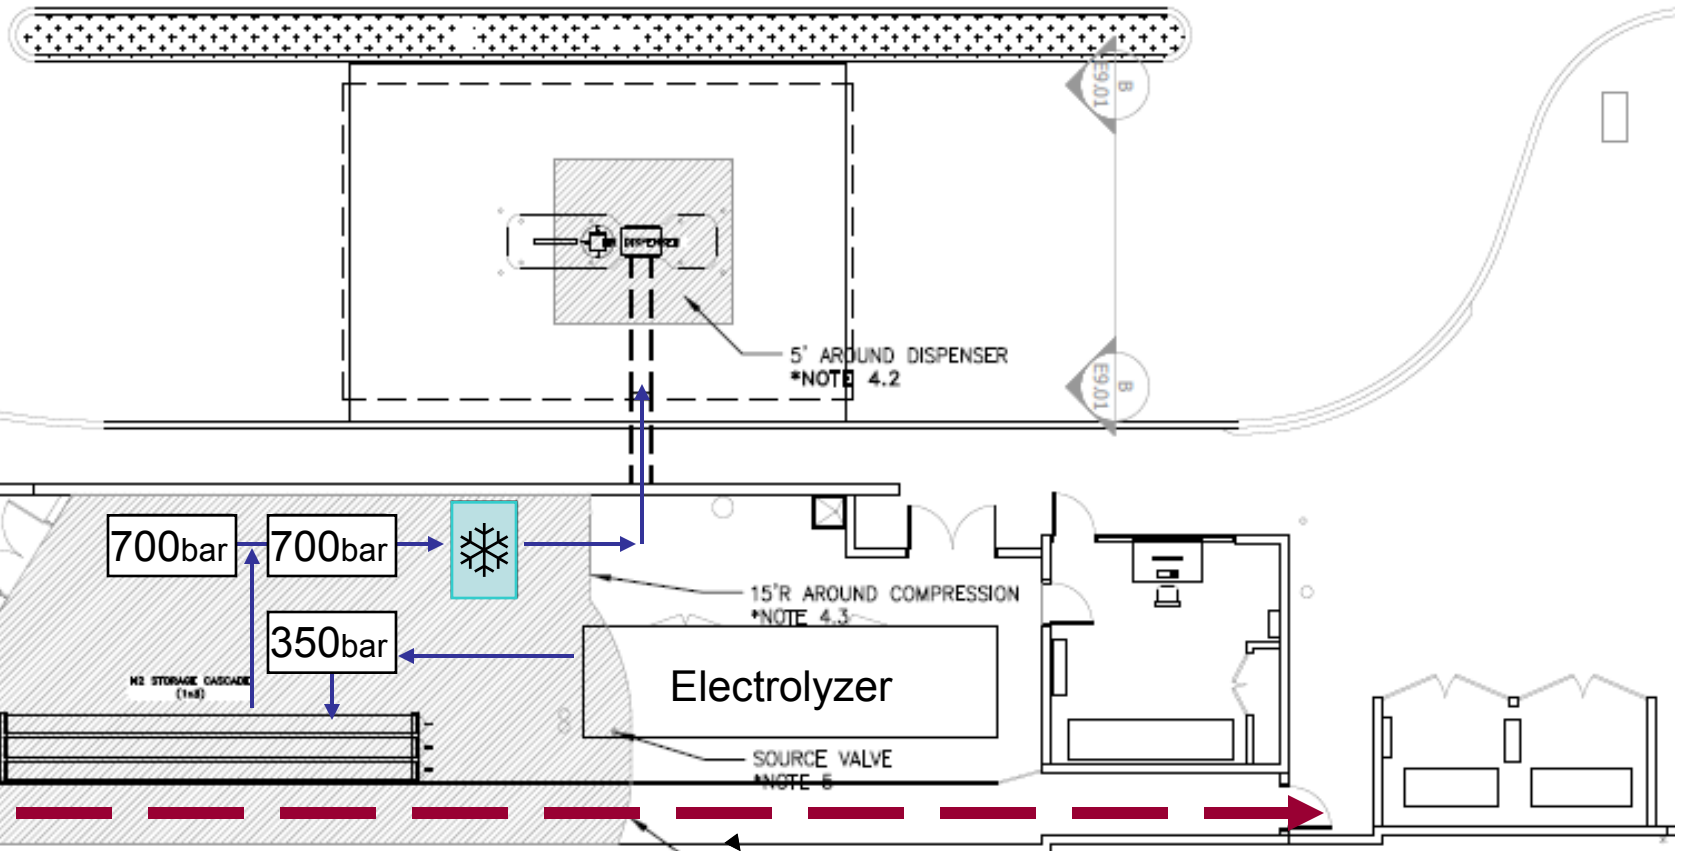 B
E9.01
DISPENSER
5' AROUND DISPENSER
*NOTE 4.2
B
E9.01
700bar
700bar
15'R AROUND COMPRESSION
*NOTE 4.3
350bar
Electrolyzer
H2 STORAGE CASCADE
SOURCE VALVE
*NOTE 6